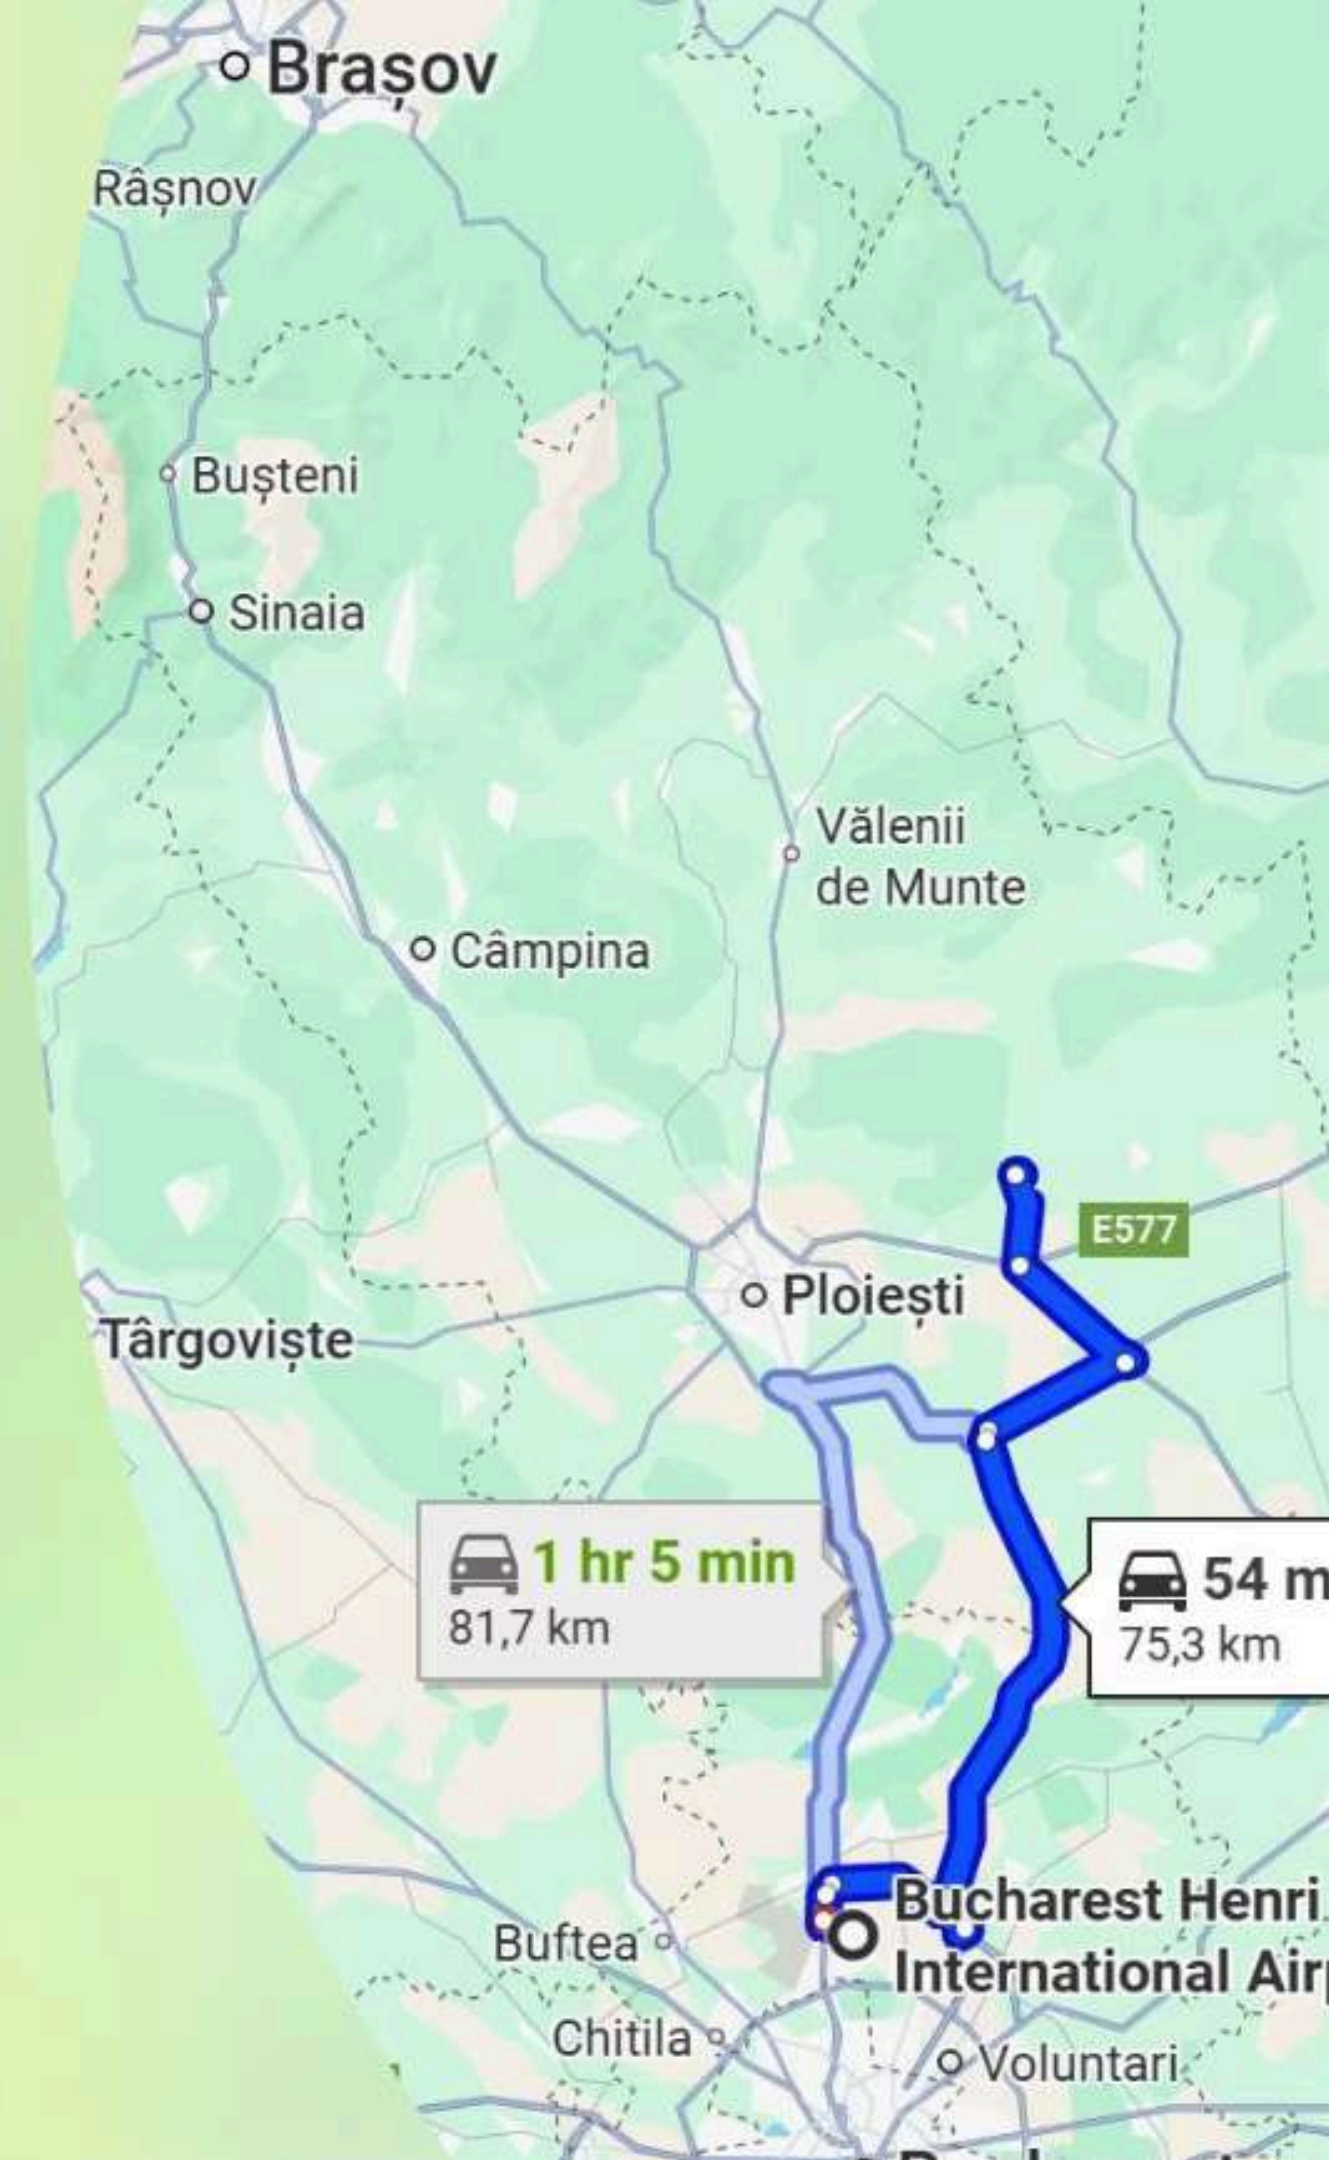 Brașov
Râșnov
Bușteni
Sinaia
Vălenii
de Munte
Câmpina
E577
Ploiești
Târgoviște
1 hr 5 min
81,7 km
54 m
75,3 km
Bucharest Henri
International Air
Buftea
Chitila
Voluntari